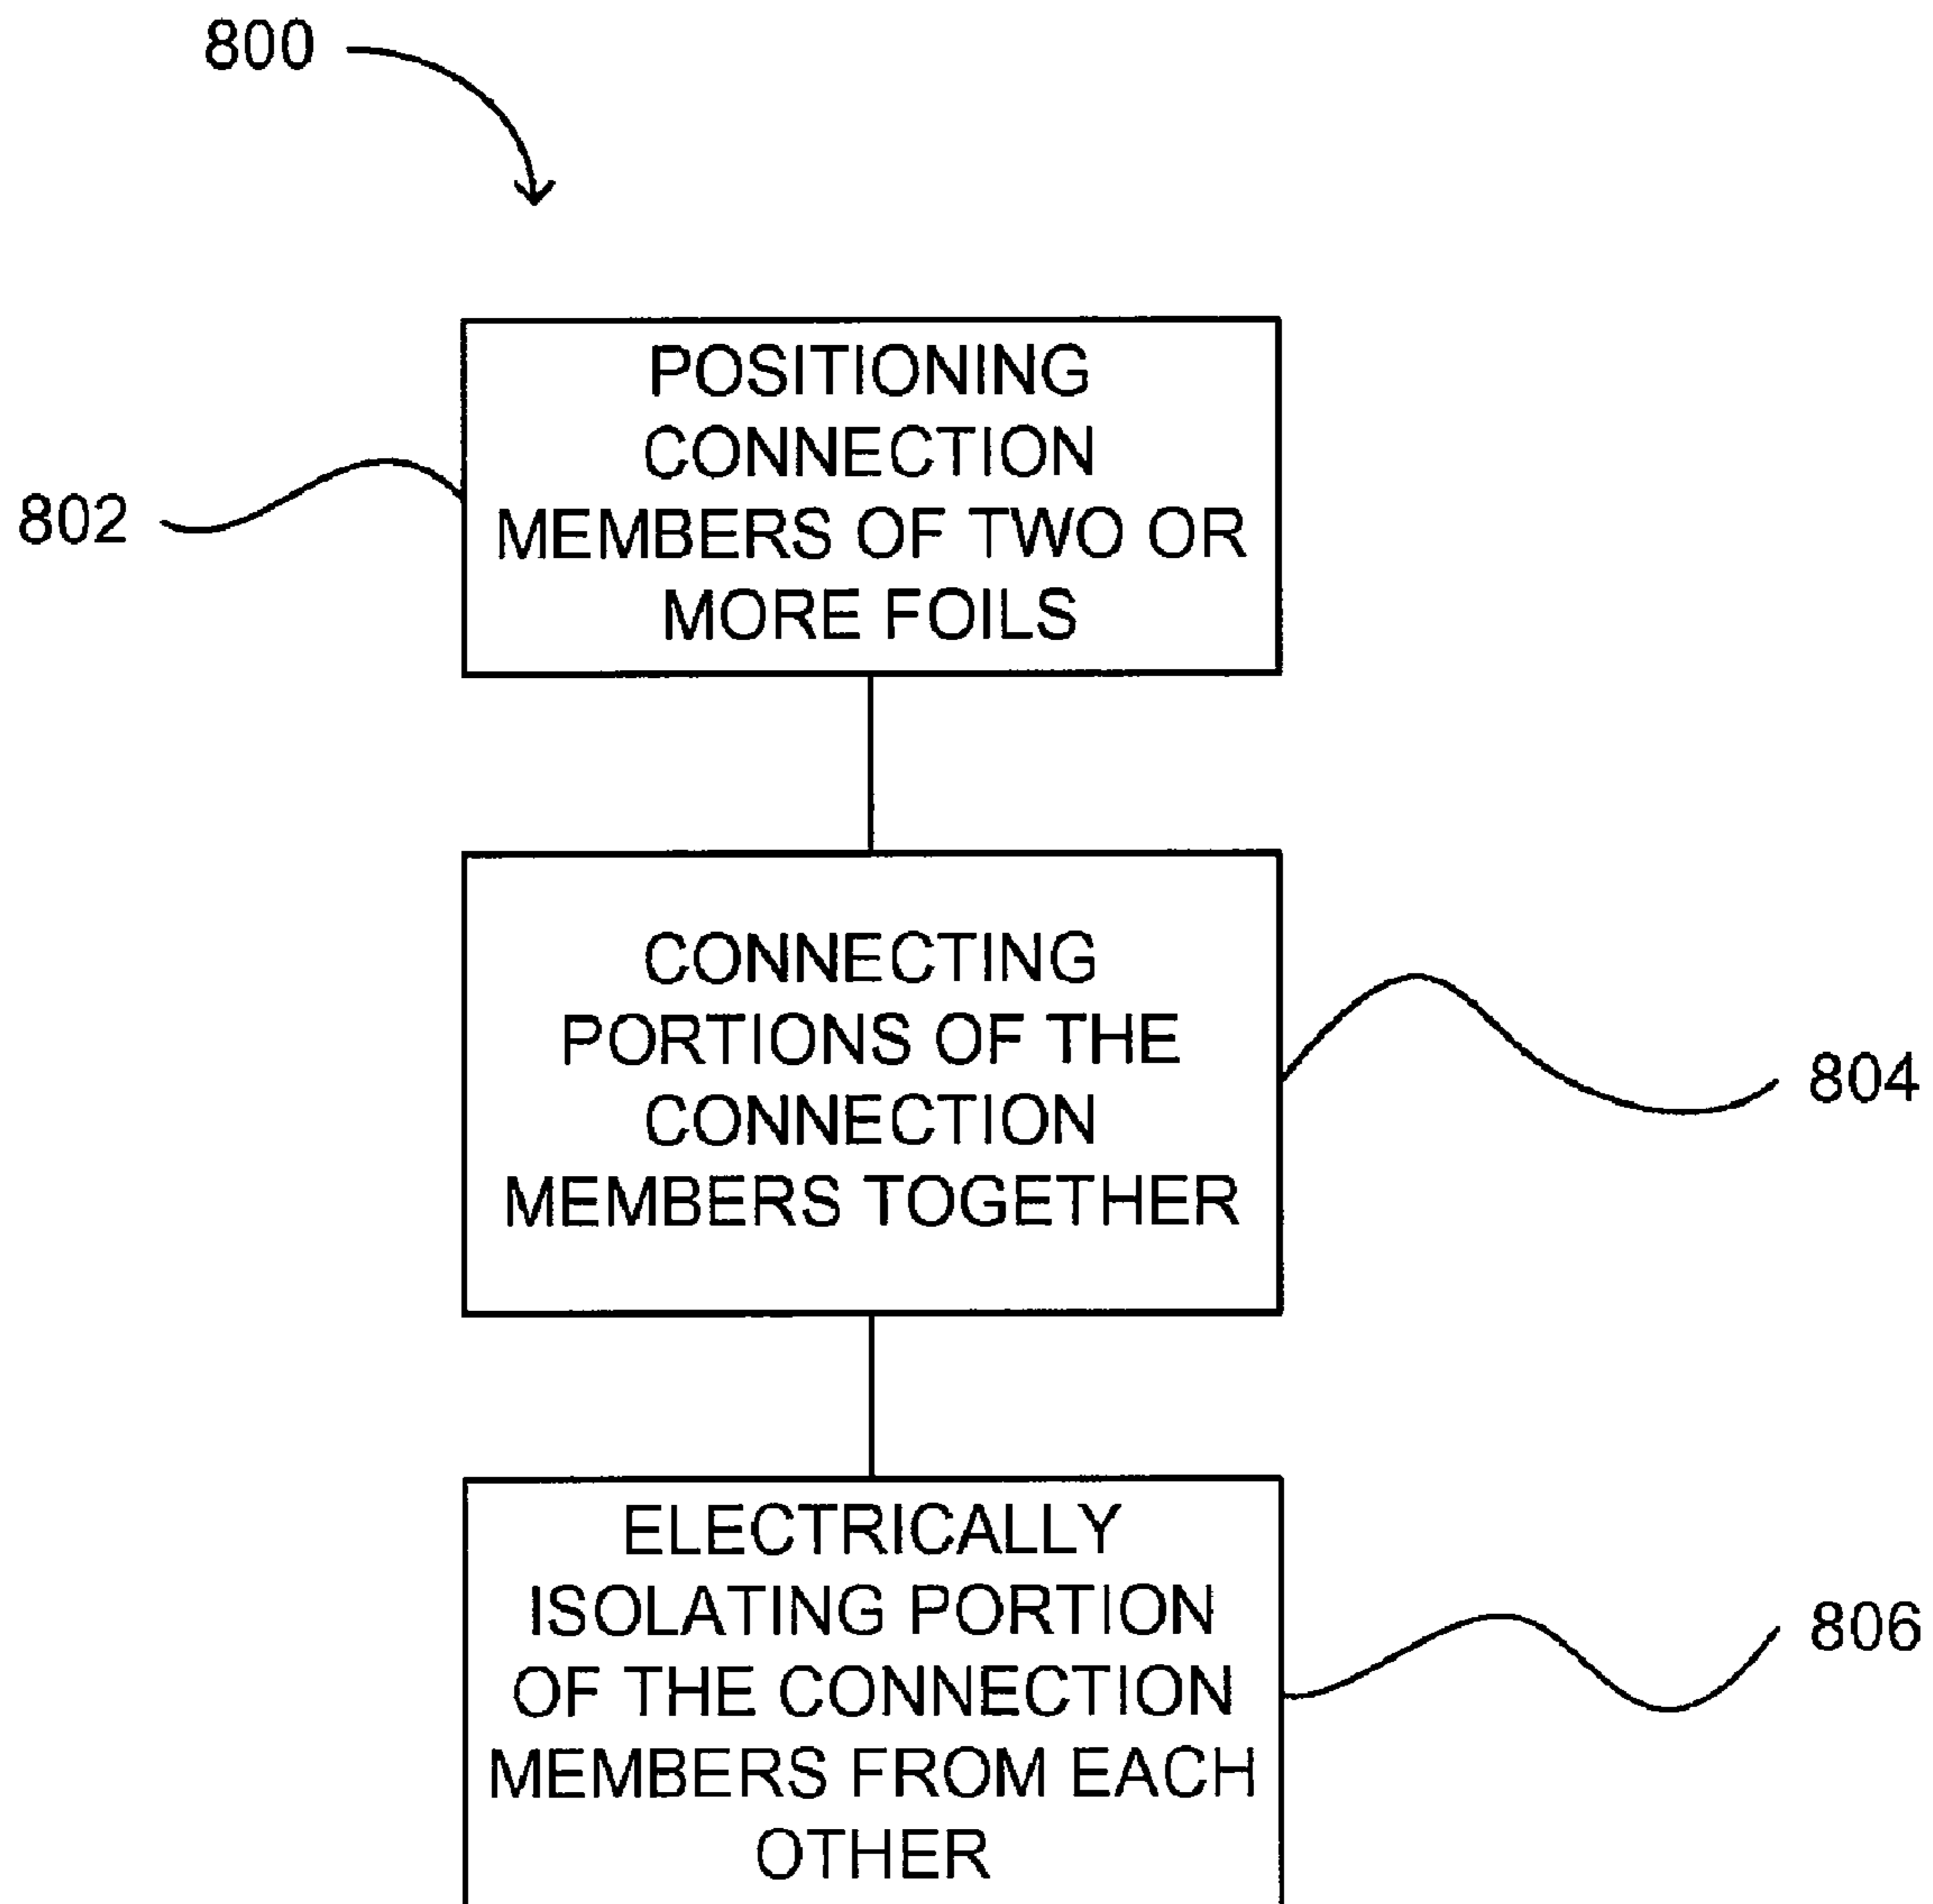 800
POSITIONING
CONNECTION
MEMBERS OF TWO OR
MORE FOILS
802
CONNECTING
PORTIONS OF THE
CONNECTION
MEMBERS TOGETHER
804
ELECTRICALLY
ISOLATING PORTION
OF THE CONNECTION
MEMBERS FROM EACH
OTHER
806